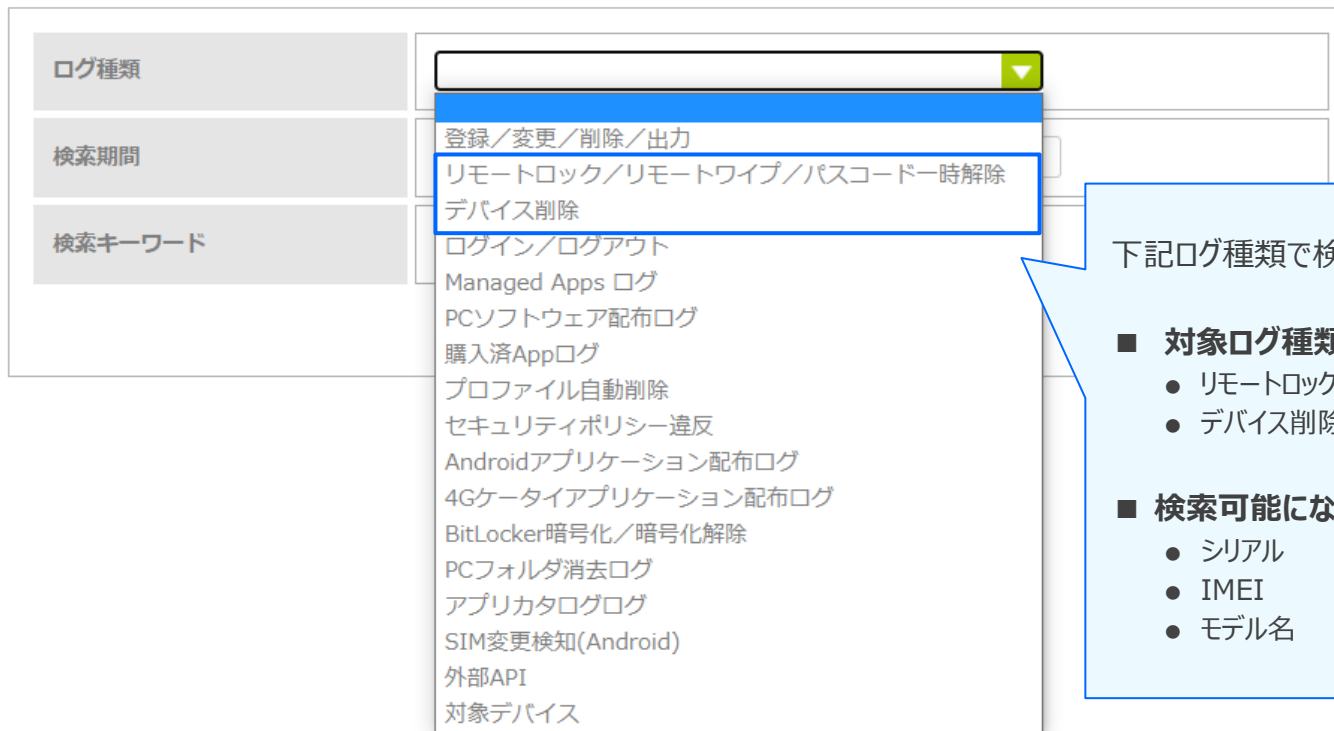 ログ種類
検索期間
検索キーワード
登録／変更／削除／出力
リモートロック／リモートワイプ／パスコード一時解除
デバイス削除
ログイン／ログアウト
Managed Apps ログ
PCソフトウェア配布ログ
購入済Appログ
プロファイル自動削除
セキュリティポリシー違反
Androidアプリケーション配布ログ
4Gケータイアプリケーション配布ログ
BitLocker暗号化／暗号化解除
PCフォルダ消去ログ
アプリカタログログ
SIM変更検知(Android)
外部API
対象デバイス
下記ログ種類で検
■ 対象ログ種類
● リモートロック
● デバイス削除
■ 検索可能にな
● シリアル
● IMEI
● モデル名